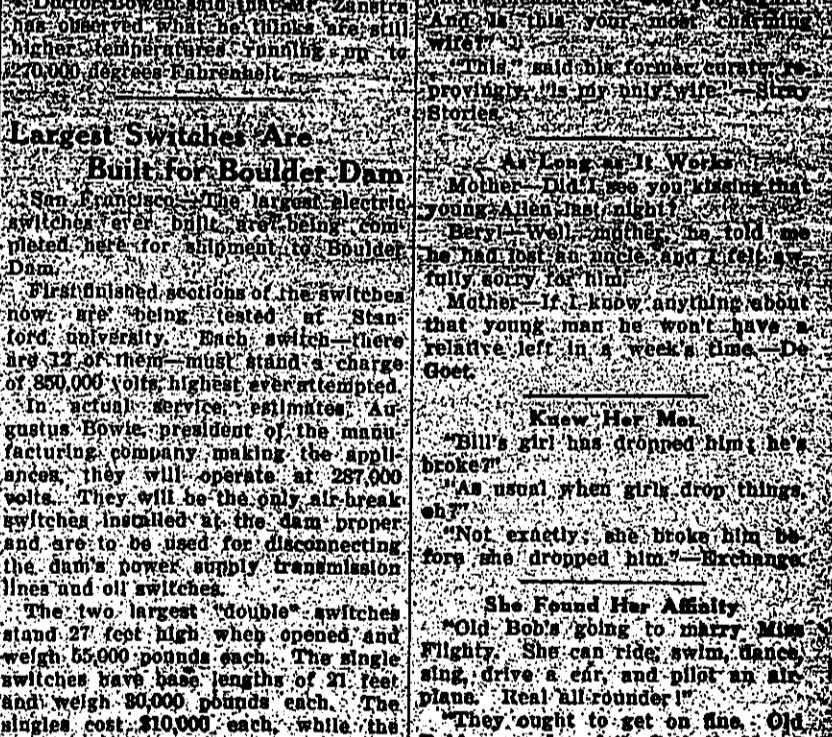 Doctor Bowen said that Mr. Zanstra
has observed what he thinks are still
higher temperatures, running up to
270,000 degrees Fahrenheit.
Largest Switches Are
Built for Boulder Dam
San Francisco.—The largest electric
switches ever built are being com-
pleted here for shipment to Boulder
Dam.
First finished sections of the switches
now are being tested at Stan-
ford university. Each switch—there
are 12 of them—must stand a charge
of 850,000 volts, highest ever attempted.
In actual service, estimates Au-
gustus Bowie, president of the manu-
facturing company making the appli-
ances, they will operate at 287,000
volts. They will be the only air-break
switches installed at the dam proper
and are to be used for disconnecting
the dam's power supply transmission
lines and oil switches.
The two largest "double" switches
stand 27 feet high when opened and
weigh 55,000 pounds each. The single
switches have base lengths of 21 feet
and weigh 30,000 pounds each. The
singles cost $10,000 each, while the
And is this your most charming
wife?"
"This," said his former curate re-
provingly, "is my only wife."—Stray
Stories.
As Long as It Works
Mother—Did I see you kissing that
young Allen last night?
Beryl—Well, mother, he told me
he had lost an uncle, and I felt aw-
fully sorry for him.
Mother—If I know anything about
that young man he won't have a
relative left in a week's time.—De
Goet.
Knew Her Met
"Bill's girl has dropped him; he's
broke?"
"As usual when girls drop things,
eh?"
"Not exactly; she broke him be-
fore she dropped him."—Exchange.
She Found Her Affinity
"Old Bob's going to marry Miss
Flighty. She can ride, swim, dance,
sing, drive a car, and pilot an air-
plane. Real all-rounder!"
"They ought to get on fine. Old